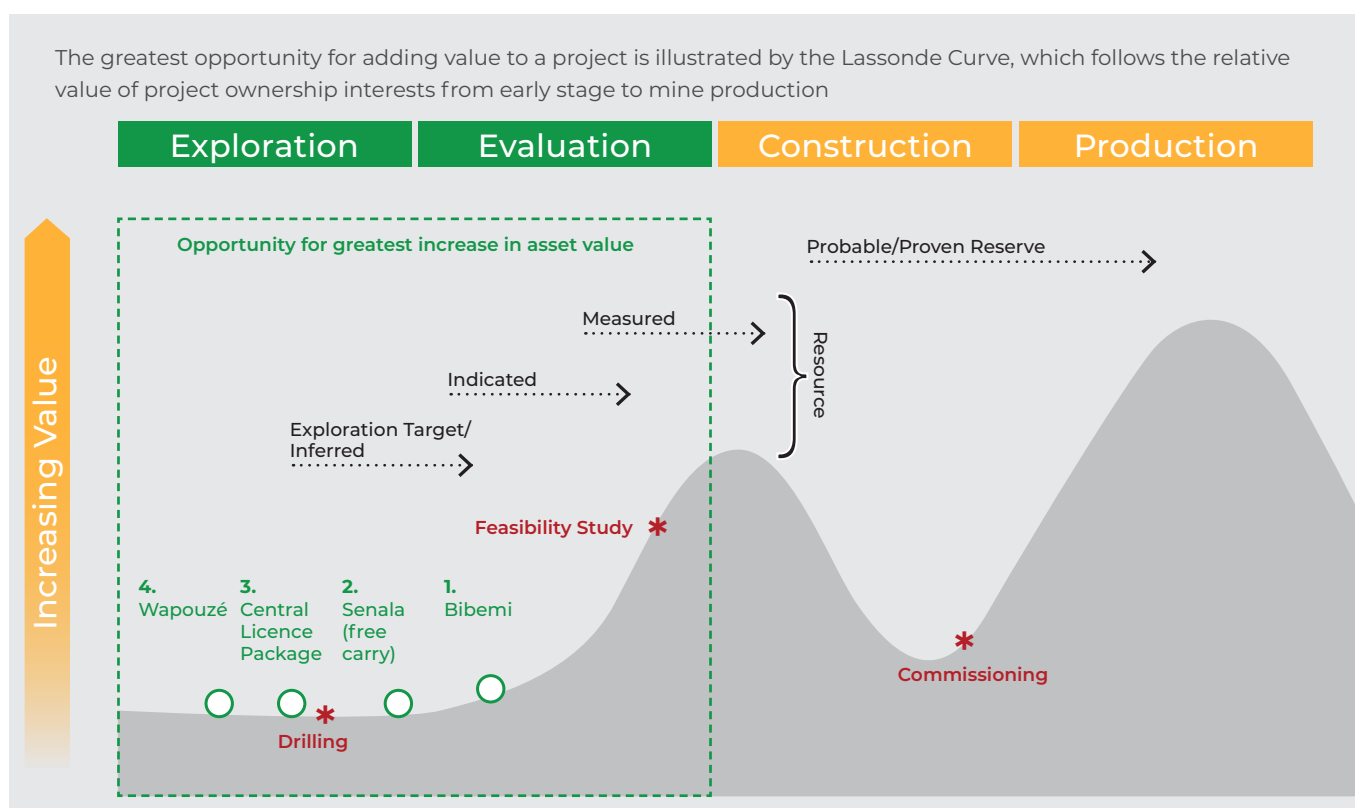 The greatest opportunity for adding value to a project is illustrated by the Lassonde Curve, which follows the relative
value of project ownership interests from early stage to mine production
Exploration
Evaluation
Construction
Production
Increasing Value
Opportunity for greatest increase in asset value
Probable/Proven Reserve
Measured
Resource
Indicated
Exploration Target/
Inferred
Feasibility Study
4.
Wapouzé
3.
Central
Licence
Package
2.
Senala
(free
carry)
1.
Bibemi
Drilling
Commissioning